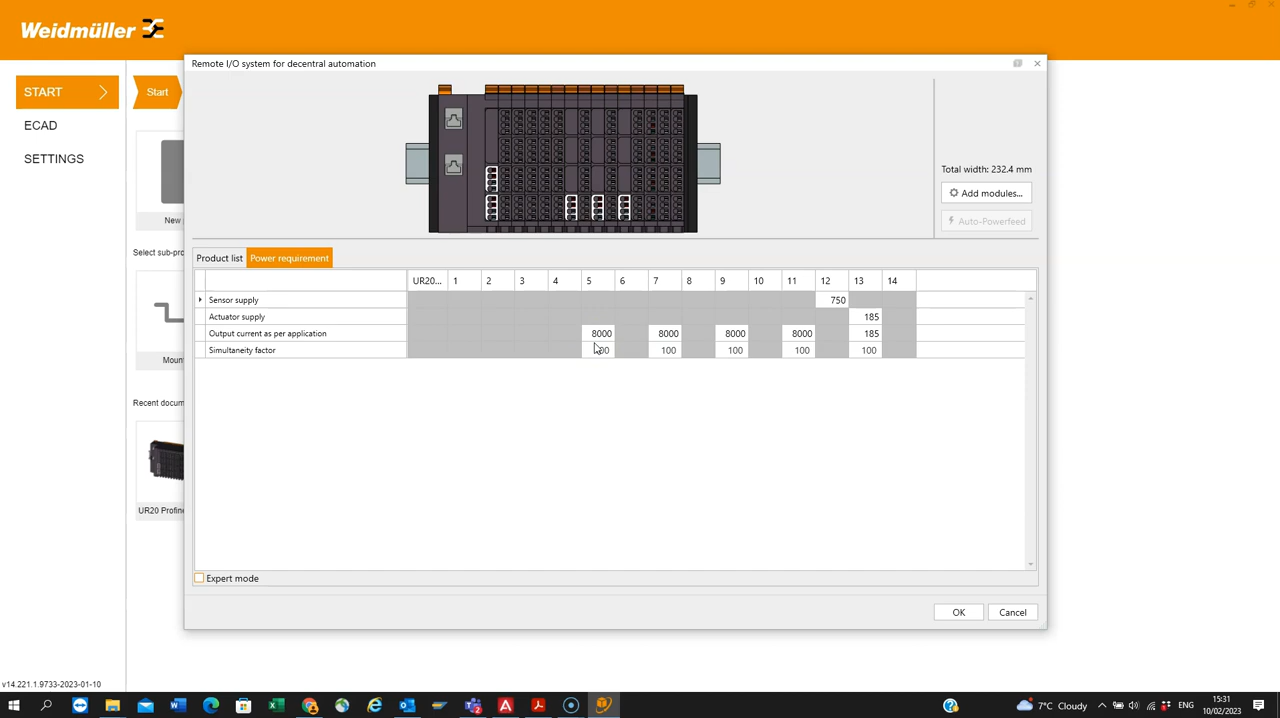 Weidmüller
Remote I/O system for decentral automation
START
Start
ECAD
SETTINGS
New
Select sub-pro
Mount
Recent docum
UR20 Profine
Total width: 232.4 mm
Add modules...
Auto-Powerfeed
Product list
Power requirement
UR20... 1 2 3 4 5 6 7 8 9 10 11 12 13 14
Sensor supply 750
Actuator supply 185
Output current as per application 8000 8000 8000 8000 185
Simultaneity factor 100 100 100 100 100
Expert mode
OK
Cancel
v14.221.1.9733-2023-01-10
7°C Cloudy
ENG
15:31
10/02/2023